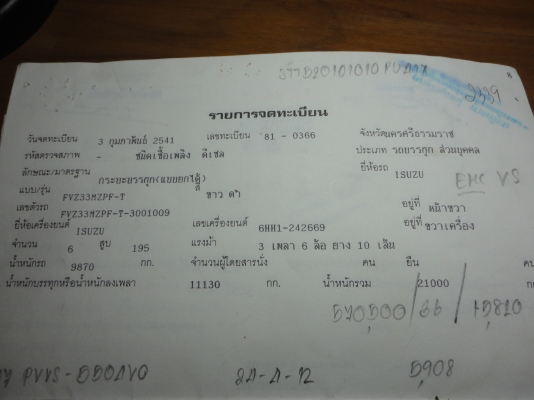 STTB20101010PUD17
2339
8
รายการจดทะเบียน
วันจดทะเบียน 3 กุมภาพันธ์ 2541 เลขทะเบียน 81 - 0366 จังหวัดนครศรีธรรมราช
รหัสตรวจสภาพ - ชนิดเชื้อเพลิง ดีเซล ประเภท รถบรรทุก ส่วนบุคคล
ลักษณะ/มาตรฐาน กระบะบรรทุก(แบบยกได้) ยี่ห้อรถ
แบบ/รุ่น FVZ33MZPF-T สี ขาว ดำ ISUZU
เลขตัวรถ FVZ33MZPF-T-3001009 อยู่ที่ หน้าขวา
ยี่ห้อเครื่องยนต์ ISUZU เลขเครื่องยนต์ 6HH1-242669 อยู่ที่ ขวาเครื่อง
จำนวน 6 สูบ 195 แรงม้า 3 เพลา 6 ล้อ ยาง 10 เส้น
น้ำหนักรถ 9870 กก. จำนวนผู้โดยสารนั่ง คน ยืน ค
น้ำหนักบรรทุกหรือน้ำหนักลงเพลา 11130 กก. น้ำหนักรวม 21000 ก